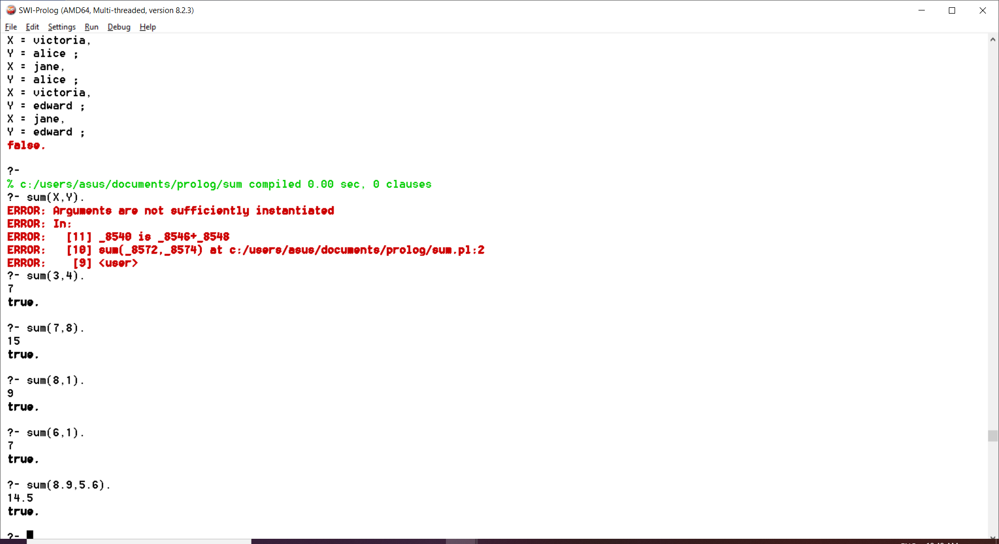 SWI-Prolog (AMD64, Multi-threaded, version 8.2.3)
File Edit Settings Run Debug Help
X = victoria,
Y = alice ;
X = jane,
Y = alice ;
X = victoria,
Y = edward ;
X = jane,
Y = edward ;
false.
?-
% c:/users/asus/documents/prolog/sum compiled 0.00 sec, 0 clauses
?- sum(X,Y).
ERROR: Arguments are not sufficiently instantiated
ERROR: In:
ERROR:   [11] _8540 is _8546+_8548
ERROR:   [10] sum(_8572,_8574) at c:/users/asus/documents/prolog/sum.pl:2
ERROR:    [9] <user>
?- sum(3,4).
7
true.
?- sum(7,8).
15
true.
?- sum(8,1).
9
true.
?- sum(6,1).
7
true.
?- sum(8.9,5.6).
14.5
true.
?-